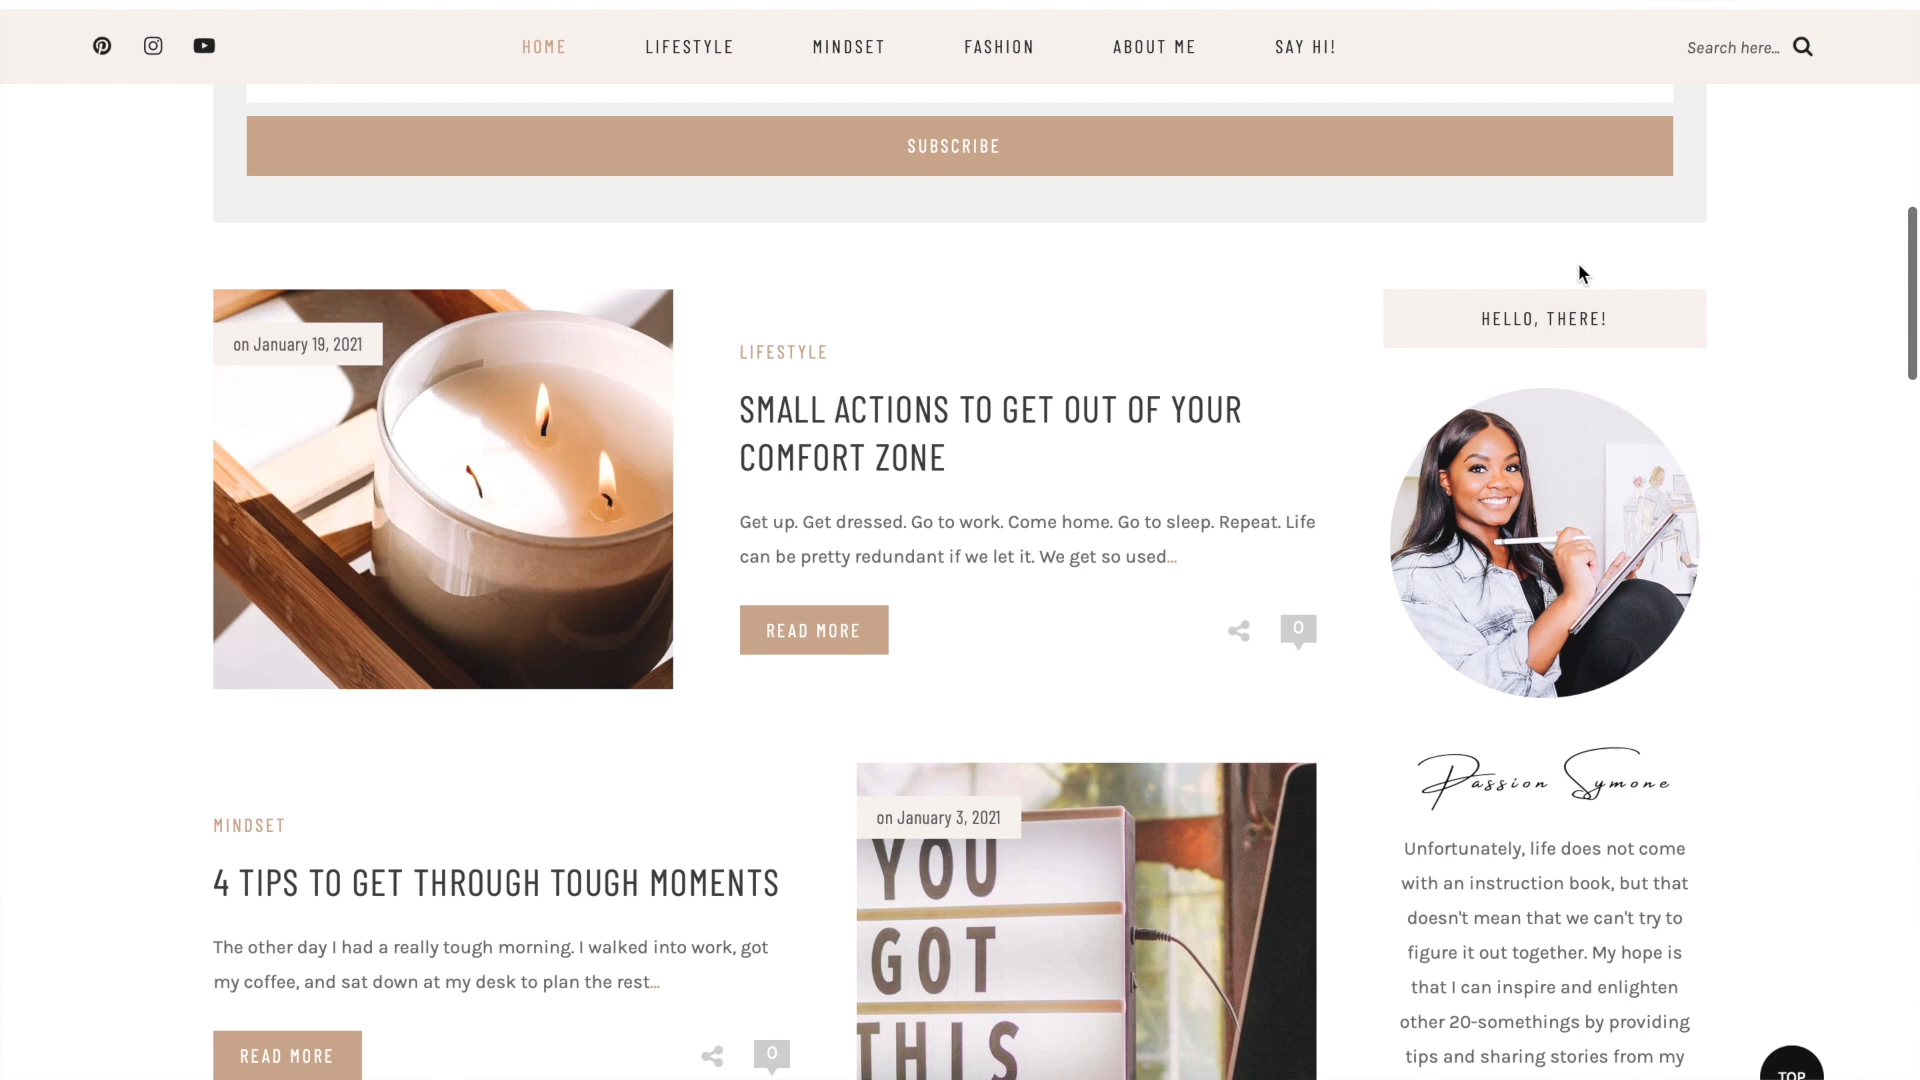 HOME LIFESTYLE MINDSET FASHION ABOUT ME SAY HI! Search here...
SUBSCRIBE
on January 19, 2021
LIFESTYLE
SMALL ACTIONS TO GET OUT OF YOUR
COMFORT ZONE
Get up. Get dressed. Go to work. Come home. Go to sleep. Repeat. Life
can be pretty redundant if we let it. We get so used...
READ MORE
0
HELLO, THERE!
Passion Symone
Unfortunately, life does not come
with an instruction book, but that
doesn't mean that we can't try to
figure it out together. My hope is
that I can inspire and enlighten
other 20-somethings by providing
tips and sharing stories from my
MINDSET
4 TIPS TO GET THROUGH TOUGH MOMENTS
The other day I had a really tough morning. I walked into work, got
my coffee, and sat down at my desk to plan the rest...
READ MORE
0
on January 3, 2021
YOU
GOT
THIS
TOP